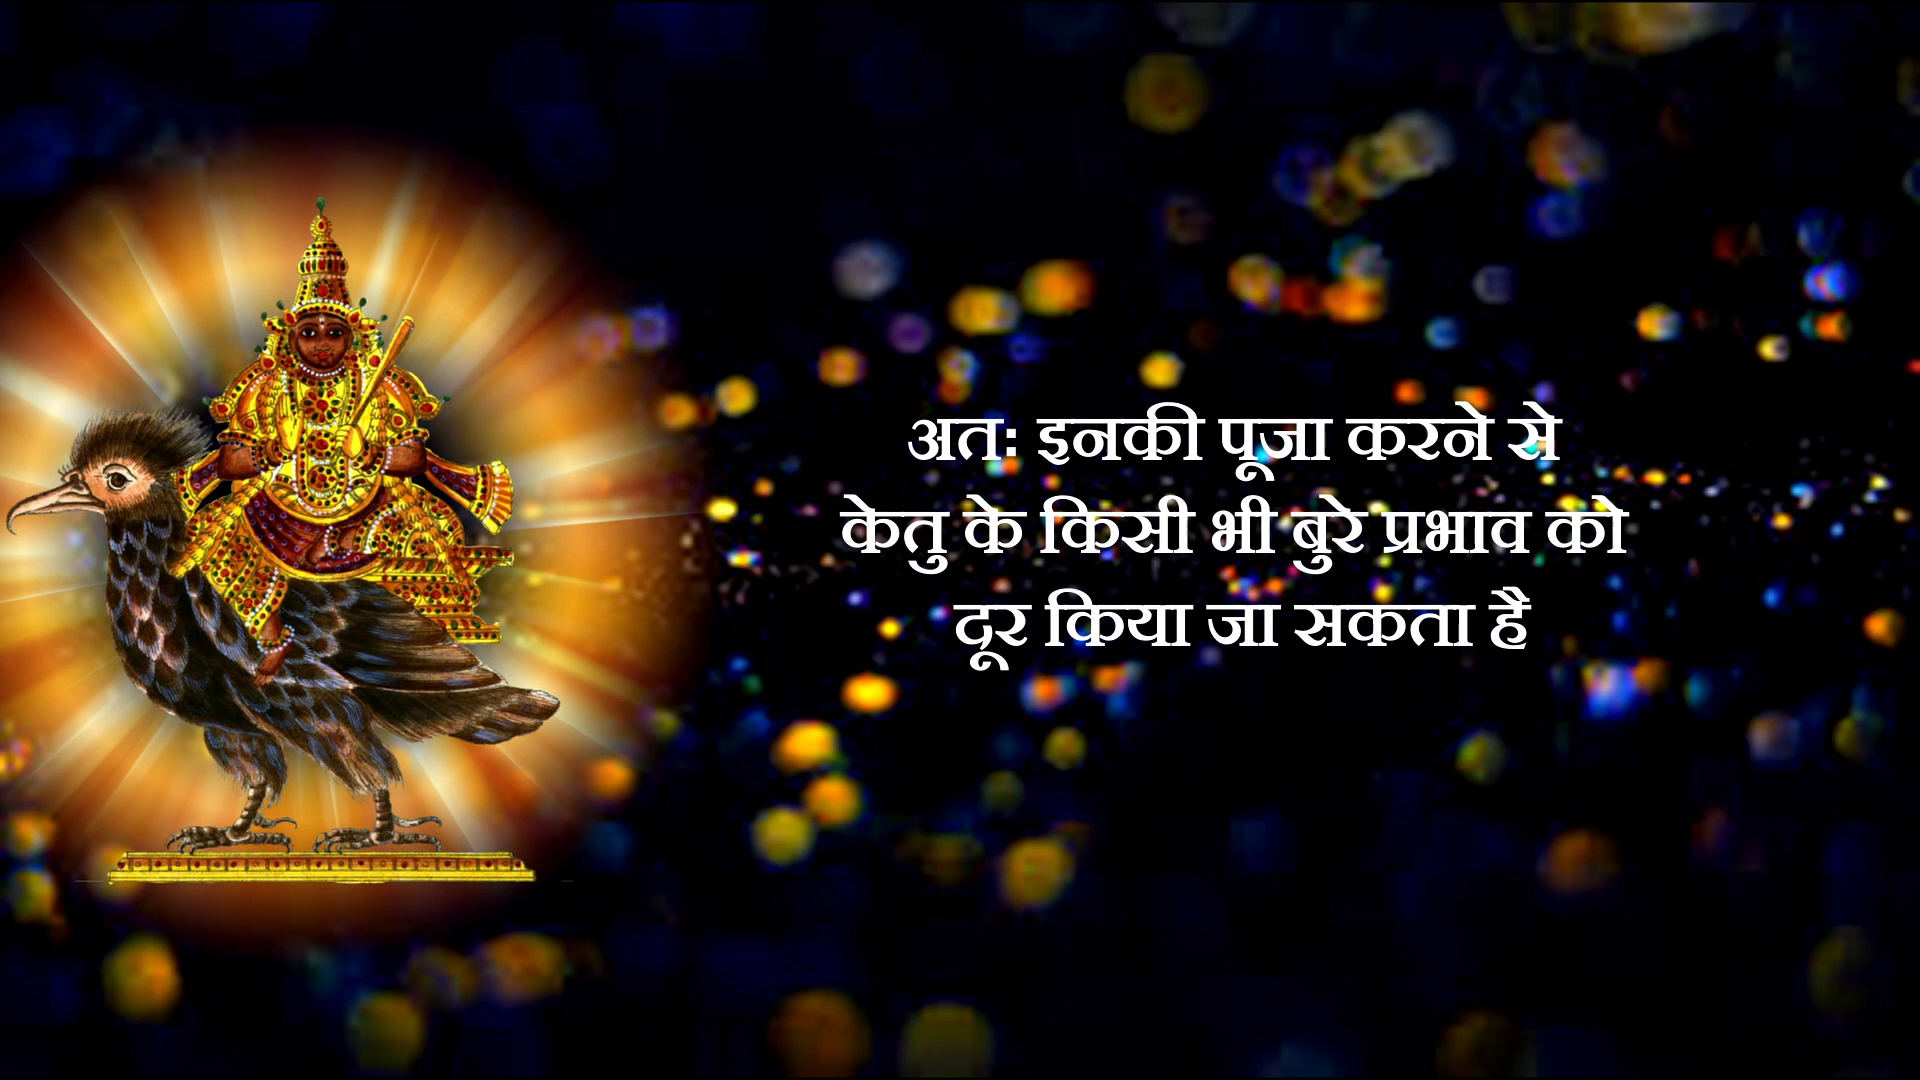 अतः इनकी पूजा करने से
केतु के किसी भी बुरे प्रभाव को
दूर किया जा सकता है